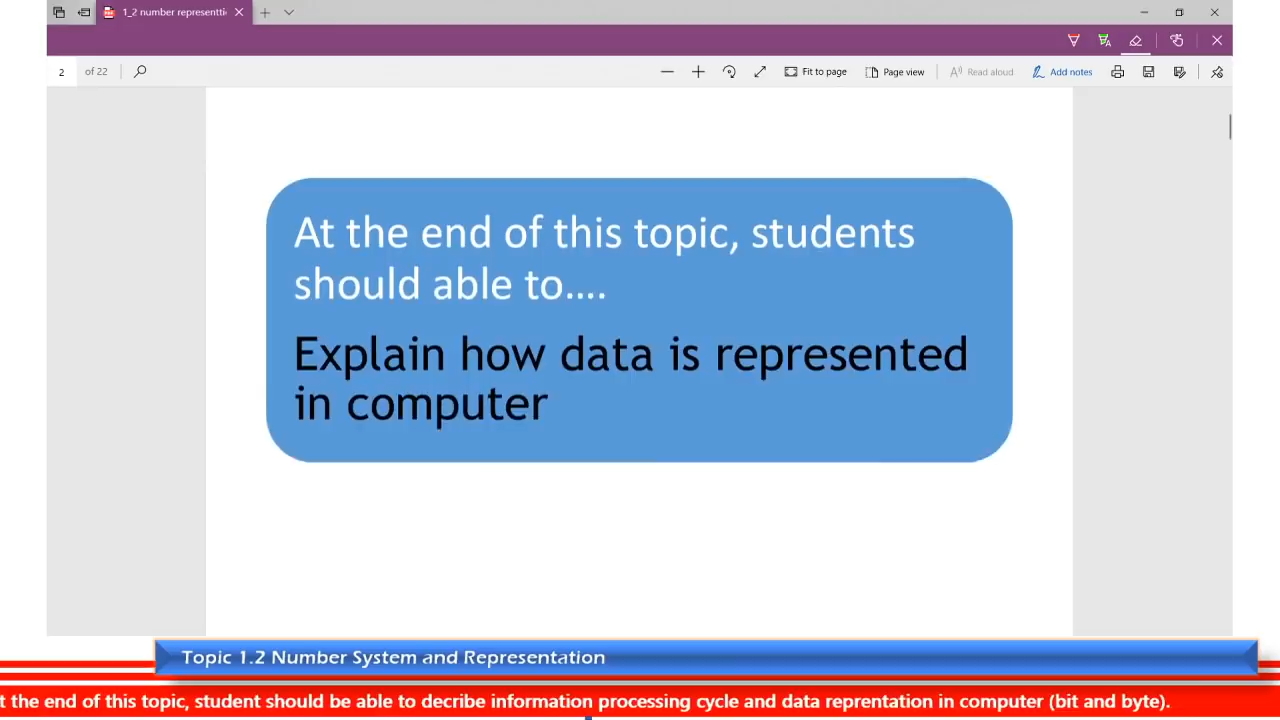 1_2 number representti
2 of 22
Fit to page
Page view
Read aloud
Add notes
At the end of this topic, students
should able to....
Explain how data is represented
in computer
Topic 1.2 Number System and Representation
t the end of this topic, student should be able to decribe information processing cycle and data reprentation in computer (bit and byte).